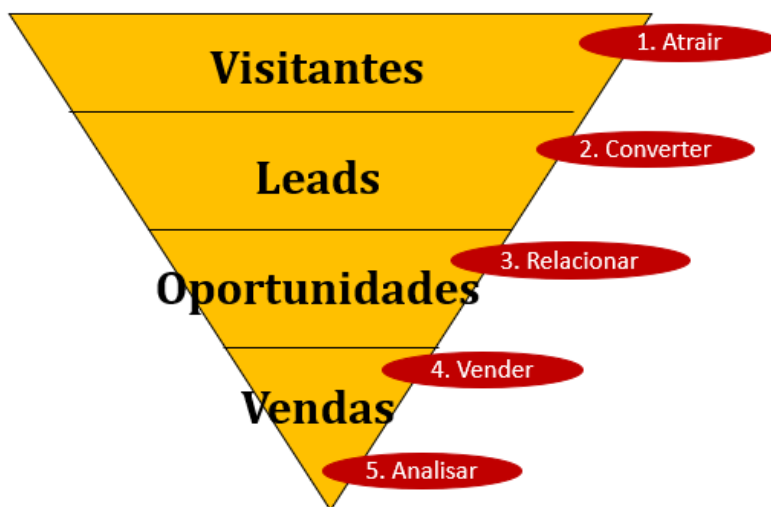 Visitantes
1. Atrair
Leads
2. Converter
Oportunidades
3. Relacionar
Vendas
4. Vender
5. Analisar